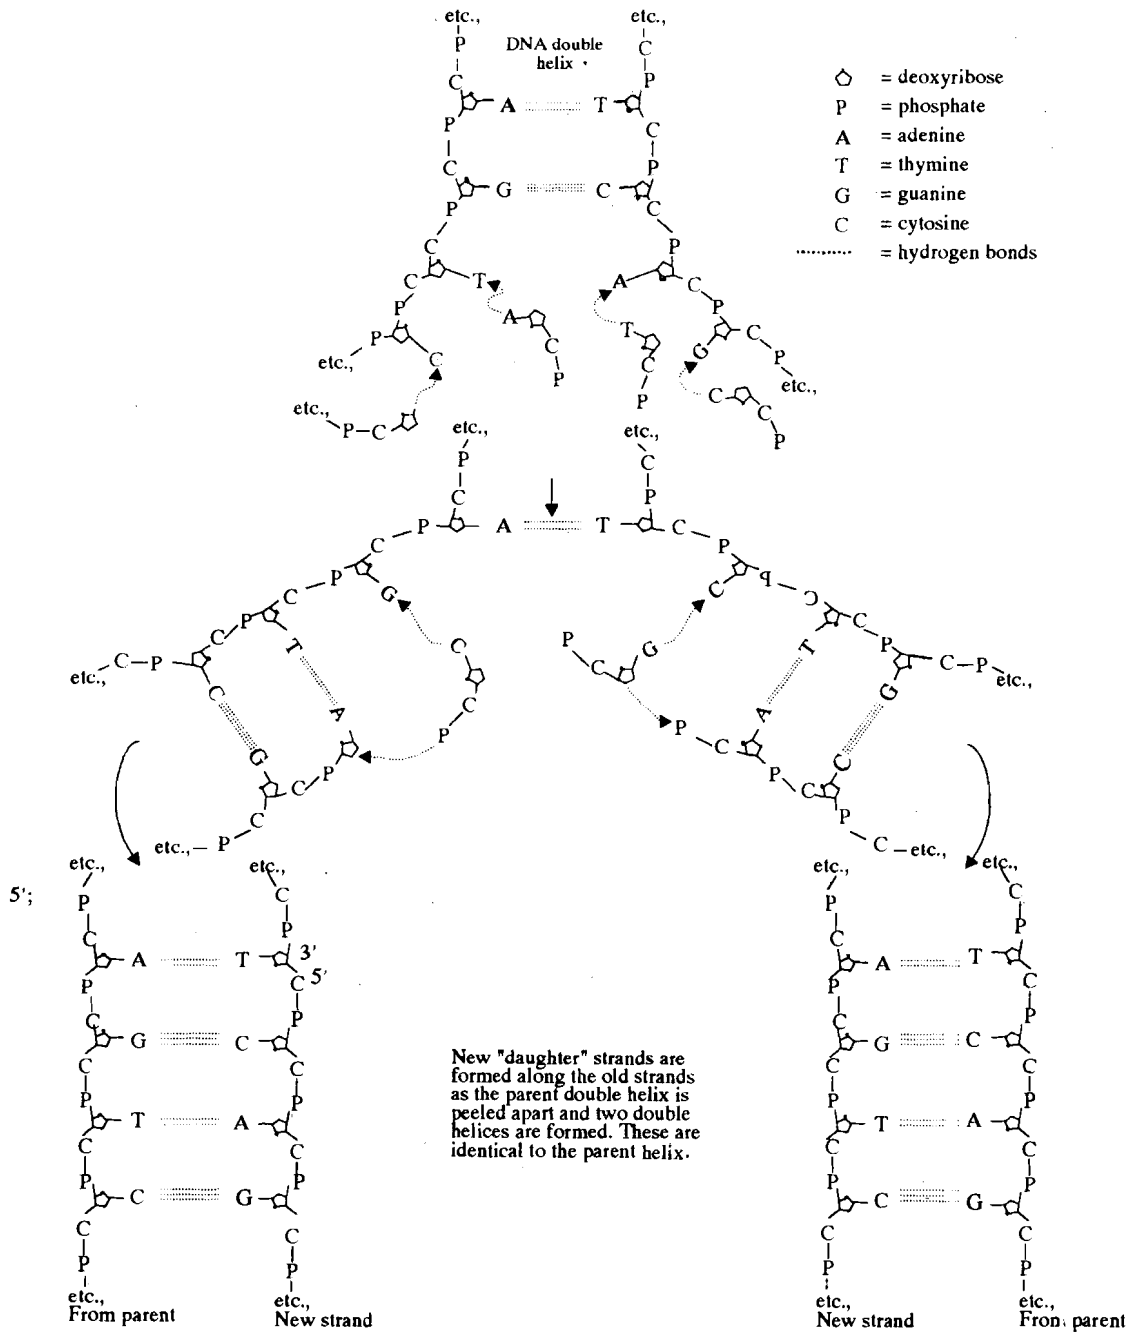 etc., etc.,
P DNA double C
helix
C P
A T
P C
C P
G C
P C
C P
C T A C
P A P C
P C T G P
etc., C C P
C P etc.,
etc., P C P C C
P
= deoxyribose
P = phosphate
A = adenine
T = thymine
G = guanine
C = cytosine
= hydrogen bonds
etc., etc.,
P C
C P
P A T C
C P
P G C P C
C C
P T T P
C C G
etc., C P P C P
C G C G etc.,
A C A P
P P C
G C
P P C
C P
C
etc., P C etc.,
etc., etc.,
5';
P C
P
C
A T 3'
C 5'
P P
C
G C
C C
P P
T A
C C
P P
C G
C C
P P
etc., etc.,
From parent New strand
New "daughter" strands are
formed along the old strands
as the parent double helix is
peeled apart and two double
helices are formed. These are
identical to the parent helix.
etc., etc.,
P C
C P
A T
P C
C P
G C
C C
P P
T A
C C
P P
C G
C C
P P
etc., etc.,
New strand From parent